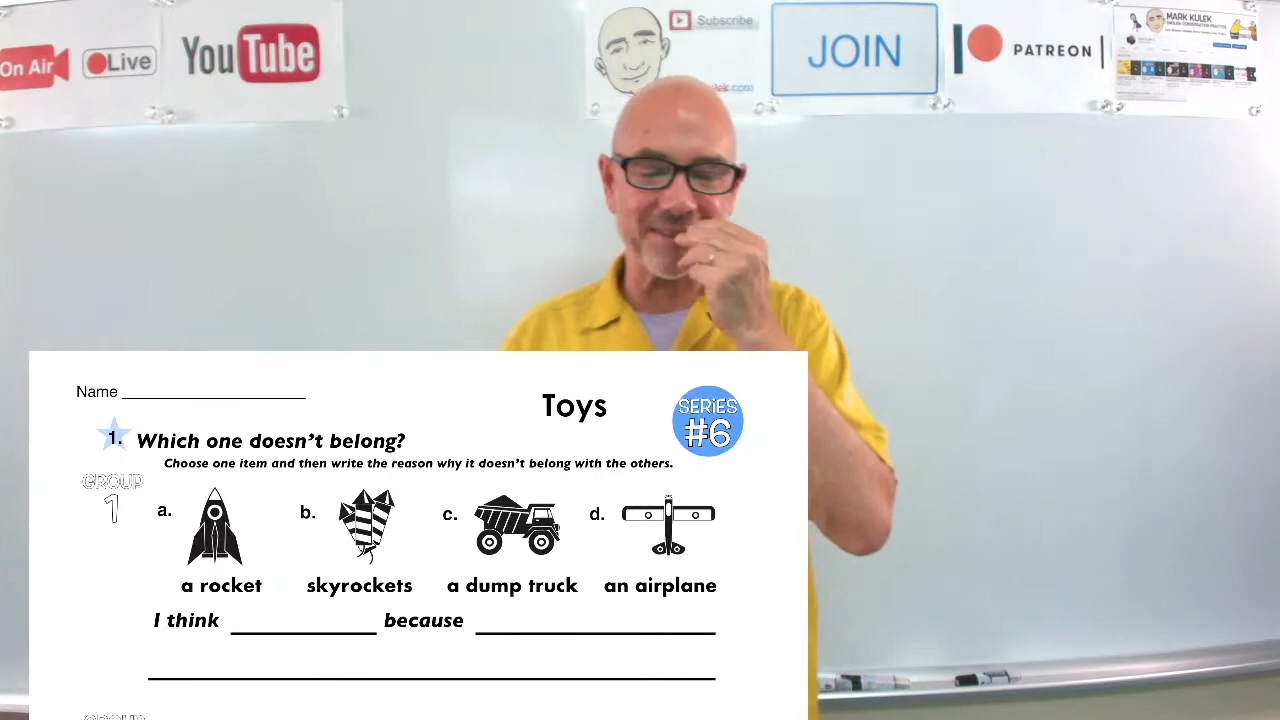 On Air
Live
YouTube
Subscribe
JOIN
PATREON
MARK KULEK
Name
Toys
SERIES
#6
1. Which one doesn't belong?
Choose one item and then write the reason why it doesn't belong with the others.
GROUP
1
a. b. c. d.
a rocket skyrockets a dump truck an airplane
I think because
GROUP